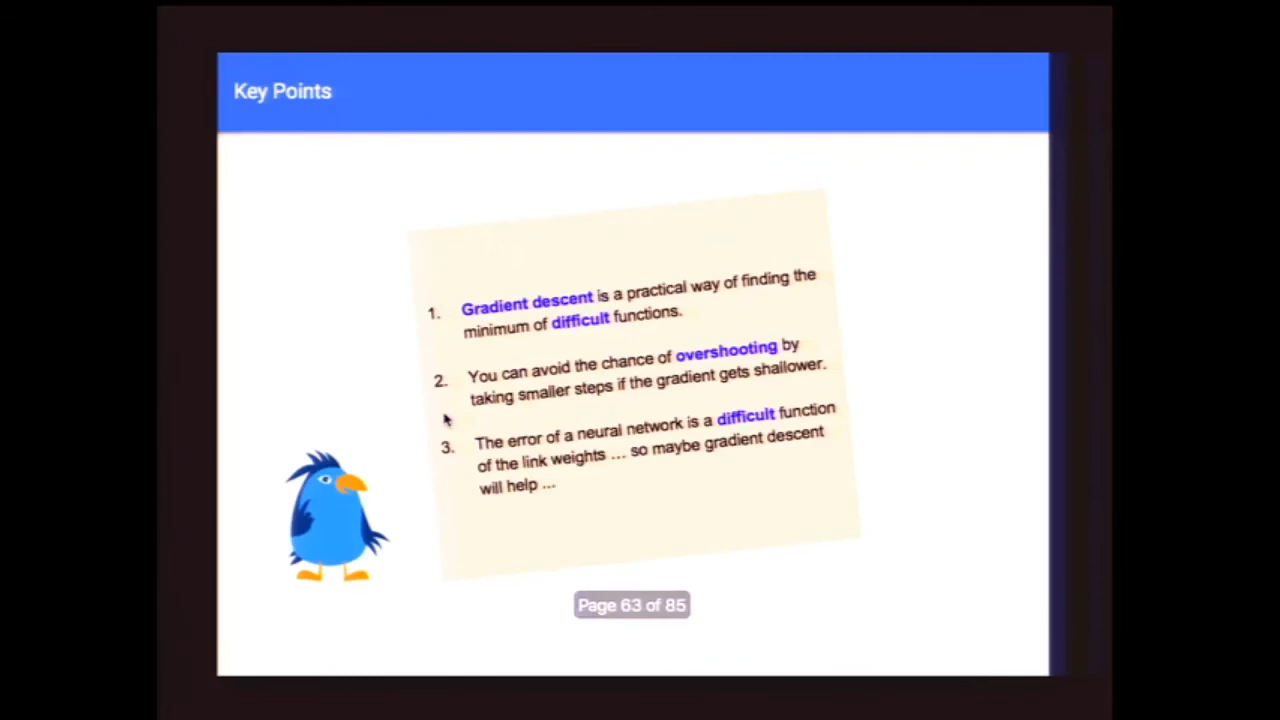 Key Points
1. Gradient descent is a practical way of finding the
minimum of difficult functions.
2. You can avoid the chance of overshooting by
taking smaller steps if the gradient gets shallower.
3. The error of a neural network is a difficult function
of the link weights ... so maybe gradient descent
will help ...
Page 63 of 85